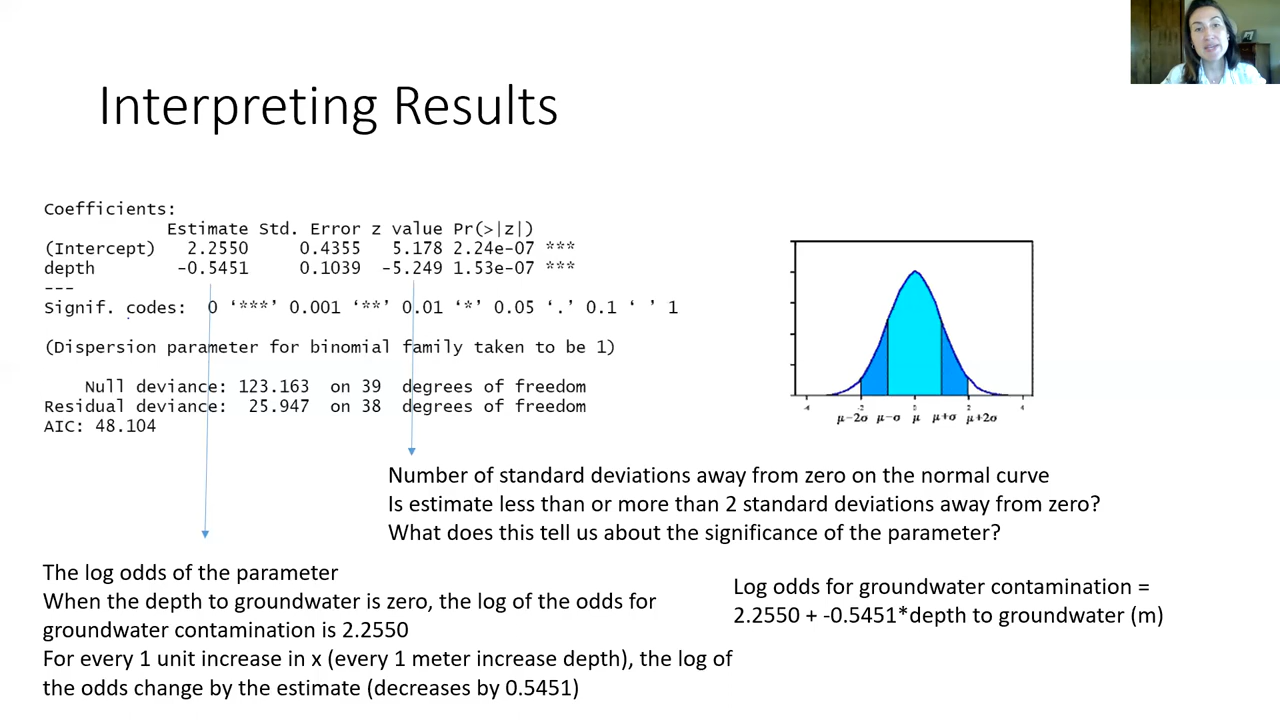 Interpreting Results
Coefficients:
Estimate Std. Error z value Pr(>|z|)
(Intercept) 2.2550 0.4355 5.178 2.24e-07 ***
depth -0.5451 0.1039 -5.249 1.53e-07 ***
---
Signif. codes: 0 ‘***’ 0.001 ‘**’ 0.01 ‘*’ 0.05 ‘.’ 0.1 ‘ ’ 1
(Dispersion parameter for binomial family taken to be 1)
Null deviance: 123.163 on 39 degrees of freedom
Residual deviance: 25.947 on 38 degrees of freedom
AIC: 48.104
μ−2σ μ−σ μ μ+σ μ+2σ
Number of standard deviations away from zero on the normal curve
Is estimate less than or more than 2 standard deviations away from zero?
What does this tell us about the significance of the parameter?
The log odds of the parameter
When the depth to groundwater is zero, the log of the odds for
groundwater contamination is 2.2550
For every 1 unit increase in x (every 1 meter increase depth), the log of
the odds change by the estimate (decreases by 0.5451)
Log odds for groundwater contamination =
2.2550 + -0.5451*depth to groundwater (m)